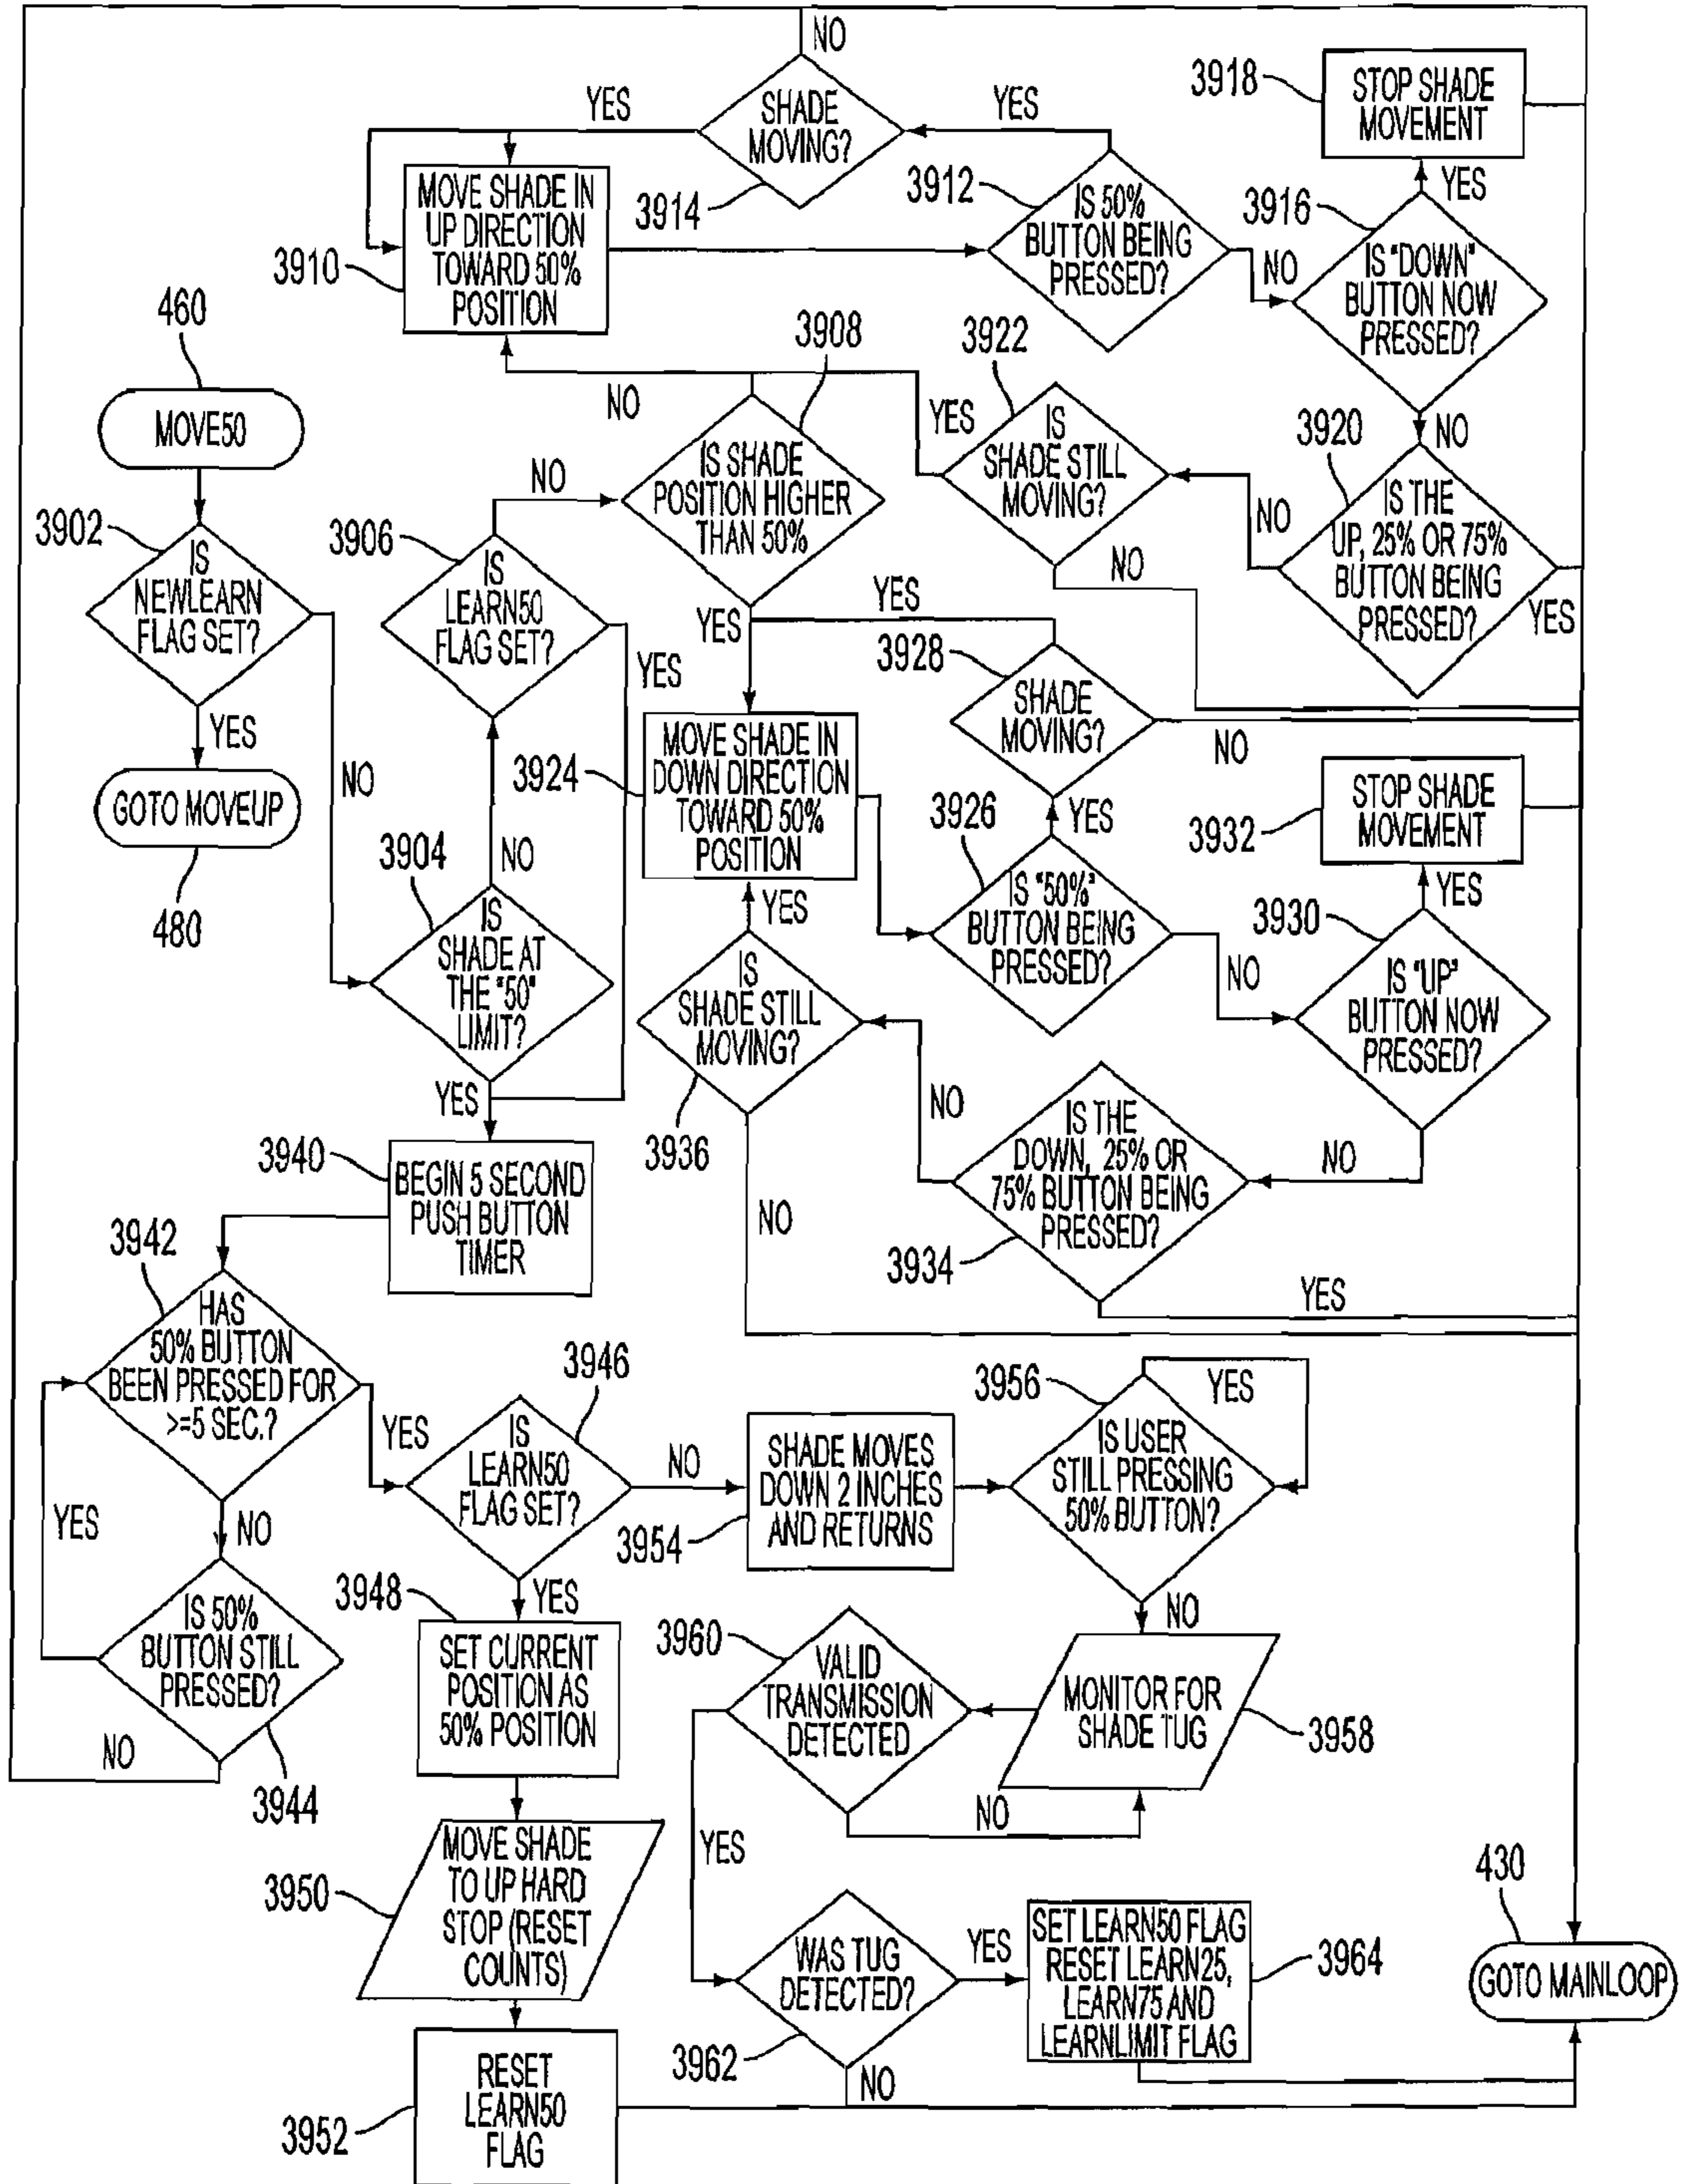 NO
3918
STOP SHADE
MOVEMENT
YES
SHADE
MOVING?
YES
3914
MOVE SHADE IN
UP DIRECTION
TOWARD 50%
POSITION
3910
3912
IS 50%
BUTTON BEING
PRESSED?
NO
YES
3916
IS "DOWN"
BUTTON NOW
PRESSED?
NO
460
MOVE50
3908
NO
IS SHADE
POSITION HIGHER
THAN 50%
YES
3922
YES
IS
SHADE STILL
MOVING?
NO
3920
IS THE
UP, 25% OR 75%
BUTTON BEING
PRESSED?
NO
YES
3902
IS
NEWLEARN
FLAG SET?
YES
NO
GOTO MOVEUP
480
3906
NO
IS
LEARN50
FLAG SET?
YES
YES
3928
SHADE
MOVING?
NO
3924
MOVE SHADE IN
DOWN DIRECTION
TOWARD 50%
POSITION
YES
3926
YES
IS "50%"
BUTTON BEING
PRESSED?
NO
3932
STOP SHADE
MOVEMENT
YES
3930
IS "UP"
BUTTON NOW
PRESSED?
NO
3904
NO
IS
SHADE AT
THE "50"
LIMIT?
YES
IS
SHADE STILL
MOVING?
3936
NO
NO
IS THE
DOWN, 25% OR
75% BUTTON BEING
PRESSED?
3934
YES
3940
BEGIN 5 SECOND
PUSH BUTTON
TIMER
3942
HAS
50% BUTTON
BEEN PRESSED FOR
>=5 SEC.?
YES
NO
YES
IS 50%
BUTTON STILL
PRESSED?
NO
3944
3946
IS
LEARN50
FLAG SET?
NO
YES
SHADE MOVES
DOWN 2 INCHES
AND RETURNS
3954
3956
YES
IS USER
STILL PRESSING
50% BUTTON?
NO
3948
SET CURRENT
POSITION AS
50% POSITION
3960
VALID
TRANSMISSION
DETECTED
NO
YES
MONITOR FOR
SHADE TUG
3958
3950
MOVE SHADE
TO UP HARD
STOP (RESET
COUNTS)
WAS TUG
DETECTED?
3962
YES
NO
SET LEARN50 FLAG
RESET LEARN25,
LEARN75 AND
LEARNLIMIT FLAG
3964
430
GOTO MAINLOOP
RESET
LEARN50
FLAG
3952